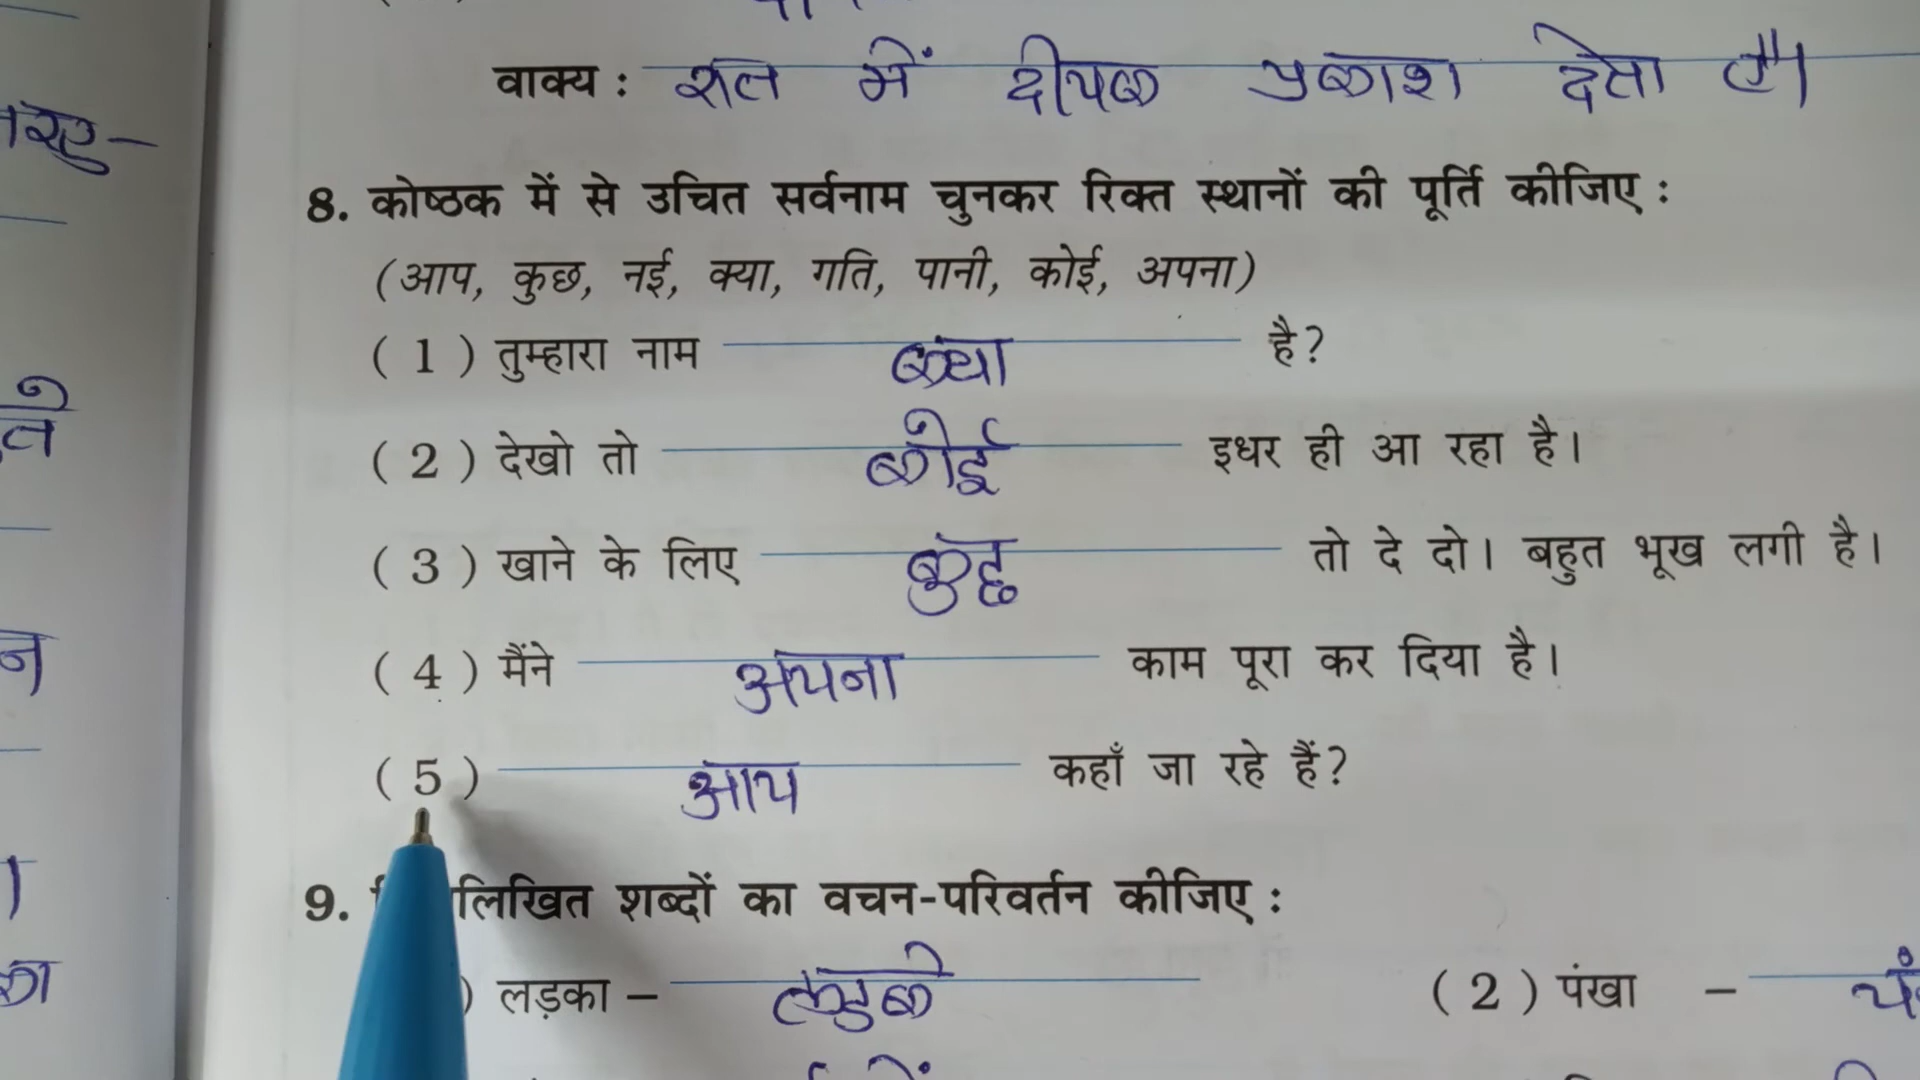 वाक्य : रात में दीपक प्रकाश देता है।
8. कोष्ठक में से उचित सर्वनाम चुनकर रिक्त स्थानों की पूर्ति कीजिए :
(आप, कुछ, नई, क्या, गति, पानी, कोई, अपना)
( 1 ) तुम्हारा नाम क्या है?
( 2 ) देखो तो कोई इधर ही आ रहा है।
( 3 ) खाने के लिए कुछ तो दे दो। बहुत भूख लगी है।
( 4 ) मैंने अपना काम पूरा कर दिया है।
( 5 ) आप कहाँ जा रहे हैं?
9. लिखित शब्दों का वचन-परिवर्तन कीजिए :
) लड़का – लड़के ( 2 ) पंखा –